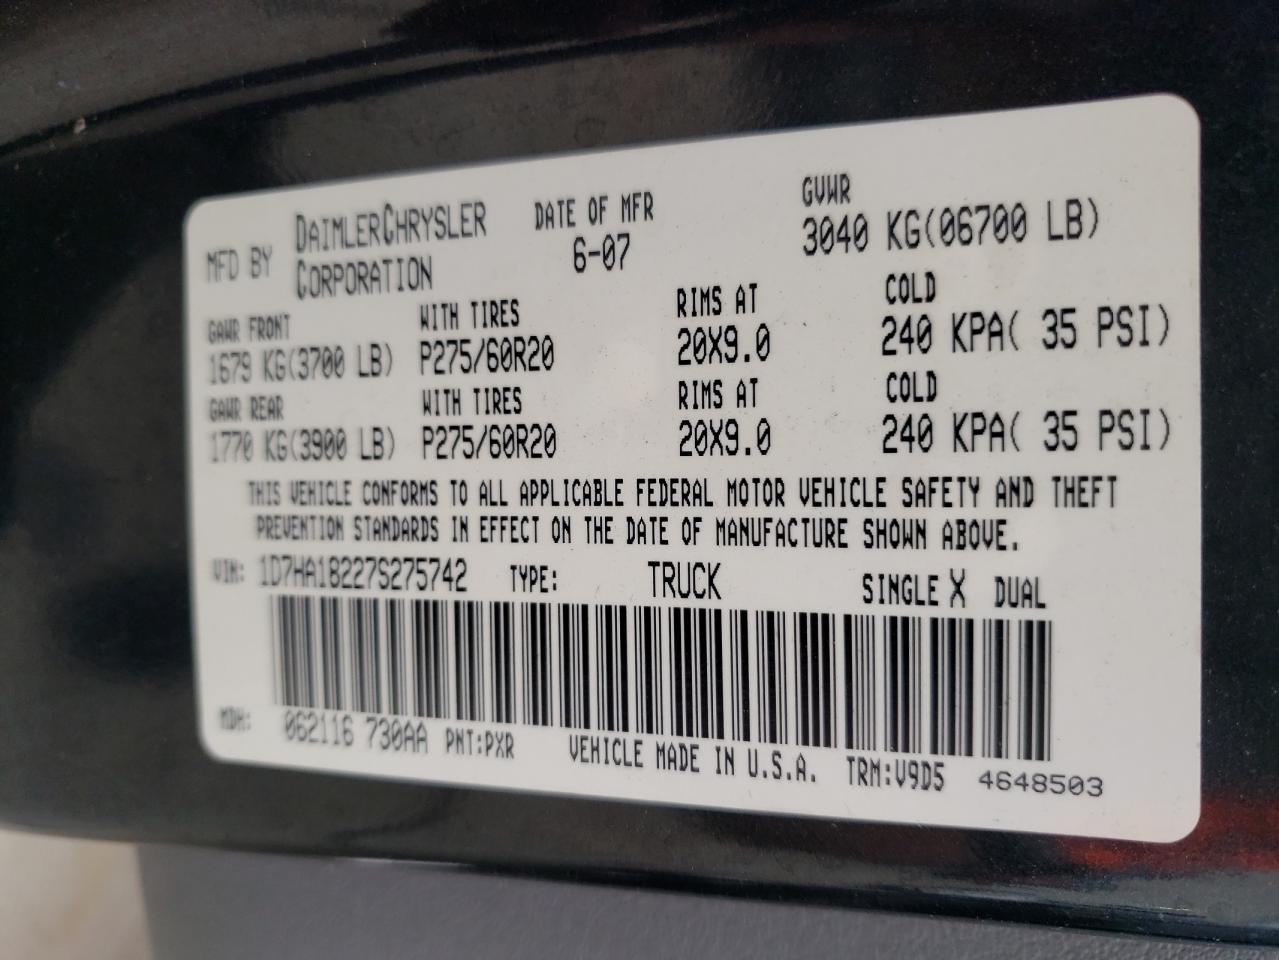 MFD BY DAIMLERCHRYSLER CORPORATION DATE OF MFR 6-07 GVWR 3040 KG(06700 LB)
GAWR FRONT WITH TIRES RIMS AT COLD
1679 KG(3700 LB) P275/60R20 20X9.0 240 KPA( 35 PSI)
GAWR REAR WITH TIRES RIMS AT COLD
1770 KG(3900 LB) P275/60R20 20X9.0 240 KPA( 35 PSI)
THIS VEHICLE CONFORMS TO ALL APPLICABLE FEDERAL MOTOR VEHICLE SAFETY AND THEFT
PREVENTION STANDARDS IN EFFECT ON THE DATE OF MANUFACTURE SHOWN ABOVE.
VIN: 1D7HA18227S275742 TYPE: TRUCK SINGLE X DUAL
MDH: 062116 730AA PNT:PXR VEHICLE MADE IN U.S.A. TRM:V9D5 4648503